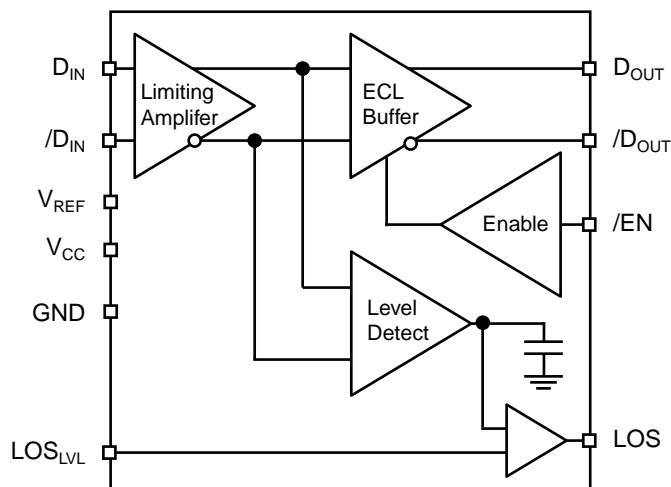 D_IN
/D_IN
V_REF
V_CC
GND
LOS_LVL
Limiting
Amplifer
ECL
Buffer
Enable
Level
Detect
D_OUT
/D_OUT
/EN
LOS